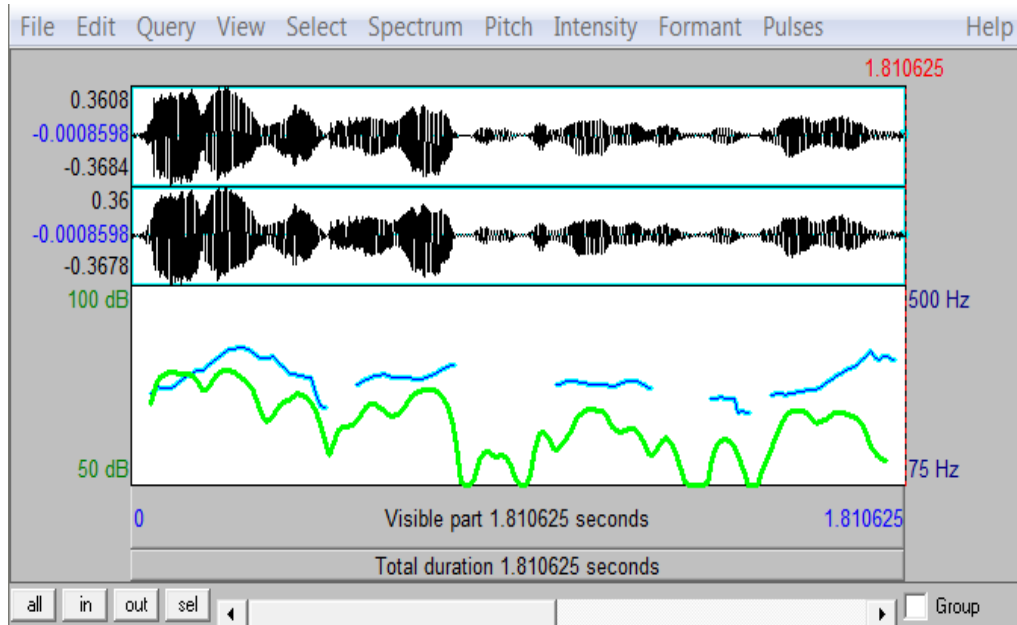 File Edit Query View Select Spectrum Pitch Intensity Formant Pulses Help
1.810625
0.3608
-0.0008598
-0.3684
0.36
-0.0008598
-0.3678
100 dB 500 Hz
50 dB 75 Hz
0 Visible part 1.810625 seconds 1.810625
Total duration 1.810625 seconds
all in out sel Group